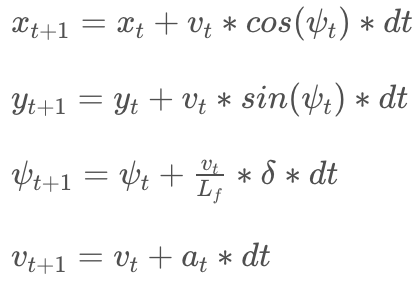 x_{t+1} = x_t + v_t * cos(ψ_t) * dt
y_{t+1} = y_t + v_t * sin(ψ_t) * dt
ψ_{t+1} = ψ_t + \frac{v_t}{L_f} * δ * dt
v_{t+1} = v_t + a_t * dt